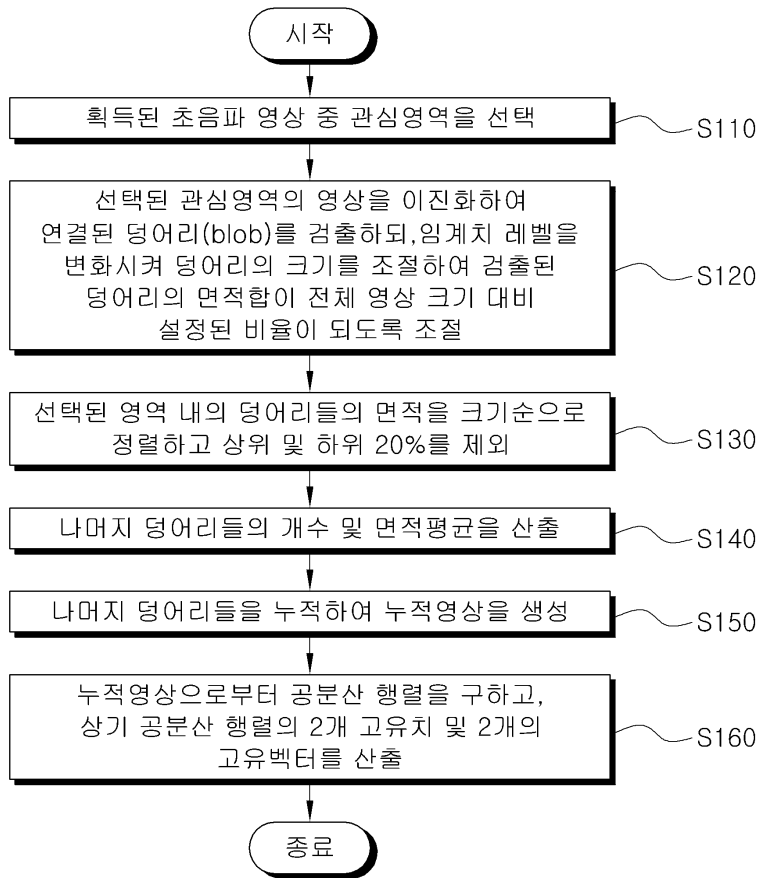 시작
획득된 초음파 영상 중 관심영역을 선택
S110
선택된 관심영역의 영상을 이진화하여
연결된 덩어리(blob)를 검출하되,임계치 레벨을
변화시켜 덩어리의 크기를 조절하여 검출된
덩어리의 면적합이 전체 영상 크기 대비
설정된 비율이 되도록 조절
S120
선택된 영역 내의 덩어리들의 면적을 크기순으로
정렬하고 상위 및 하위 20%를 제외
S130
나머지 덩어리들의 개수 및 면적평균을 산출
S140
나머지 덩어리들을 누적하여 누적영상을 생성
S150
누적영상으로부터 공분산 행렬을 구하고,
상기 공분산 행렬의 2개 고유치 및 2개의
고유벡터를 산출
S160
종료